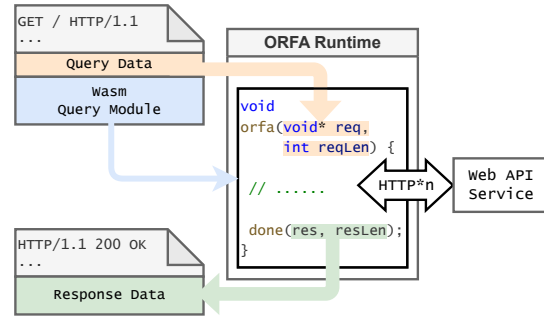 GET / HTTP/1.1
...
Query Data
Wasm
Query Module
ORFA Runtime
void
orfa(void* req,
int reqLen) {
// ......
done(res, resLen);
}
HTTP*n
Web API
Service
HTTP/1.1 200 OK
...
Response Data